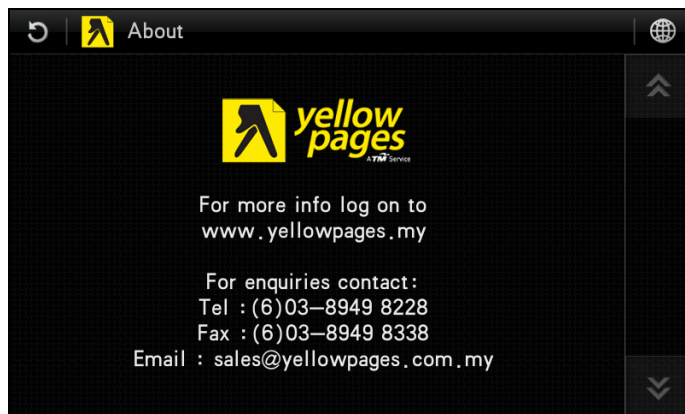 About
yellow
pages
A TM Service
For more info log on to
www.yellowpages.my
For enquiries contact:
Tel :(6)03-8949 8228
Fax :(6)03-8949 8338
Email : sales@yellowpages.com.my